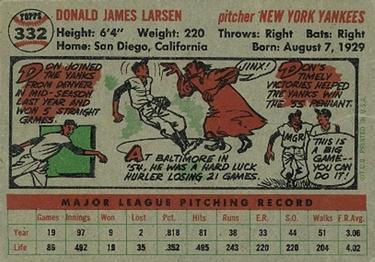 TOPPS
332
DONALD JAMES LARSEN
pitcher NEW YORK YANKEES
Height: 6'4" Weight: 220
Throws: Right Bats: Right
Home: San Diego, California
Born: August 7, 1929
DON JOINED
THE YANKS
FROM DENVER
IN MID-SEASON
LAST YEAR AND
WON 5 STRAIGHT
GAMES.
JINX!
AT BALTIMORE IN
'54, HE WAS A
HARD LUCK
HURLER LOSING 21 GAMES.
DON'S
TIMELY
VICTORIES HELPED
THE YANKS WIN
THE '55 PENNANT.
MGR.
THIS IS A
BIG
GAME--
YOU CAN
DO IT!
MAJOR LEAGUE PITCHING RECORD
Games Innings Won Lost Pct. Hits Runs E.R. S.O. Walks E.R.Avg.
Year 19 97 9 2 .818 81 38 33 44 51 3.06
Life 86 492 19 35 .352 495 243 220 220 204 4.02